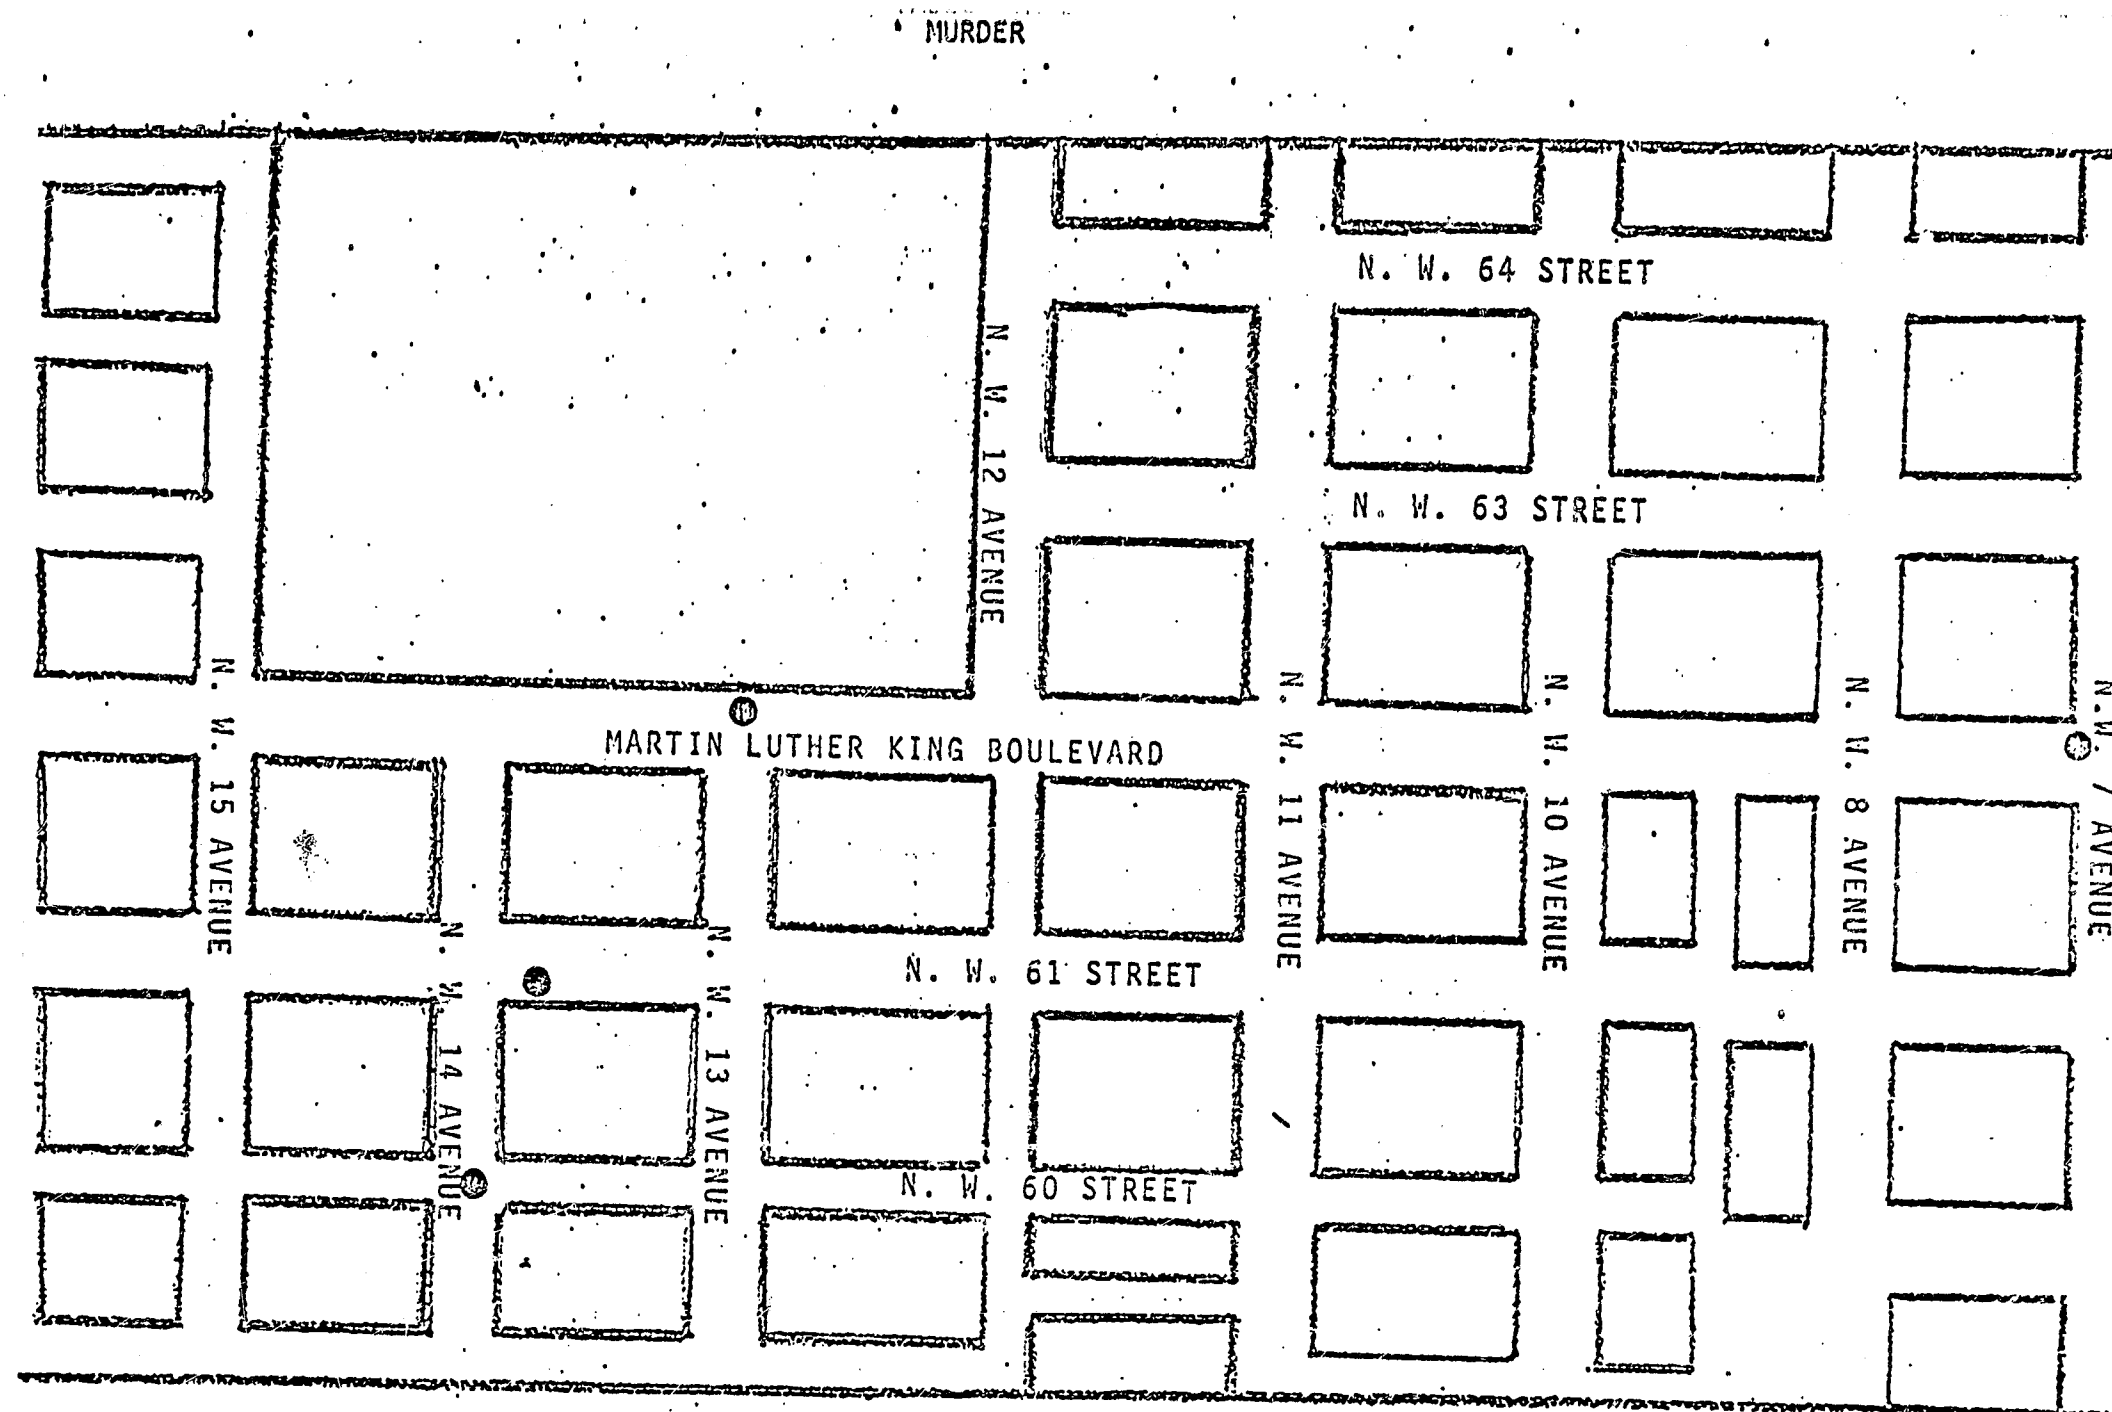 MURDER
N. W. 64 STREET
N. W. 12 AVENUE
N. W. 63 STREET
N. W. 15 AVENUE
MARTIN LUTHER KING BOULEVARD
N. W. 11 AVENUE
N. W. 10 AVENUE
N. W. 8 AVENUE
N.W. 7 AVENUE
N. W. 14 AVENUE
N. W. 13 AVENUE
N. W. 61 STREET
N. W. 60 STREET